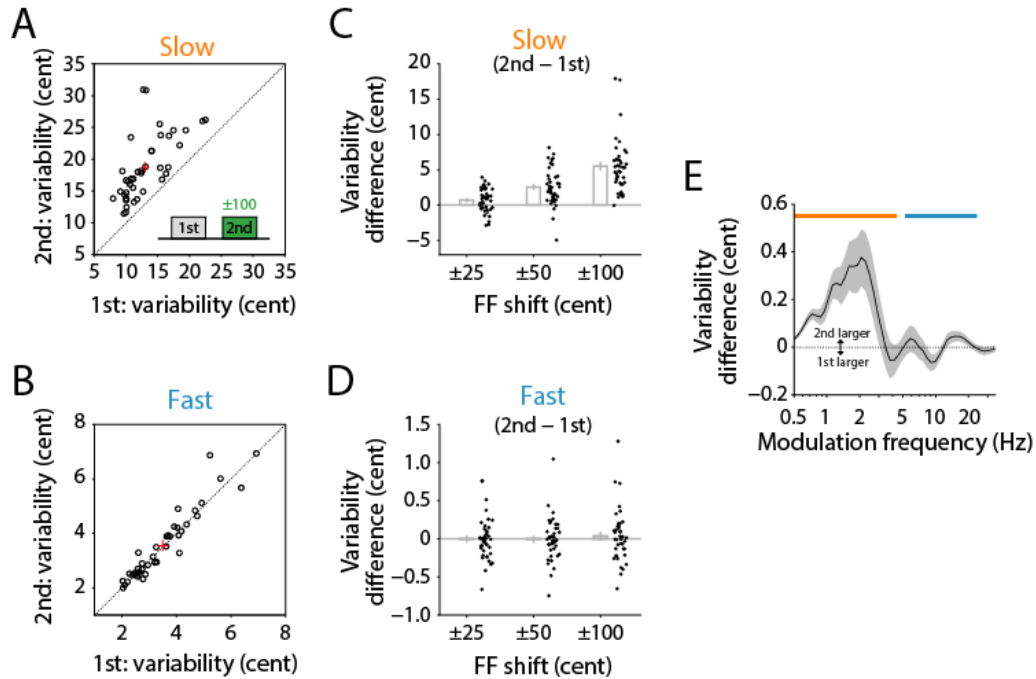 A
Slow
2nd: variability (cent)
35
30
25
20
15
10
5
±100
1st
2nd
5 10 15 20 25 30 35
1st: variability (cent)
B
Fast
2nd: variability (cent)
8
6
4
2
2 4 6 8
1st: variability (cent)
C
Slow
(2nd – 1st)
Variability
difference (cent)
20
15
10
5
0
−5
±25 ±50 ±100
FF shift (cent)
D
Fast
(2nd – 1st)
Variability
difference (cent)
1.5
1.0
0.5
0
−0.5
−1.0
±25 ±50 ±100
FF shift (cent)
E
Variability
difference (cent)
0.6
0.4
0.2
0
−0.2
2nd larger
1st larger
0.5 1 2 5 10 20
Modulation frequency (Hz)